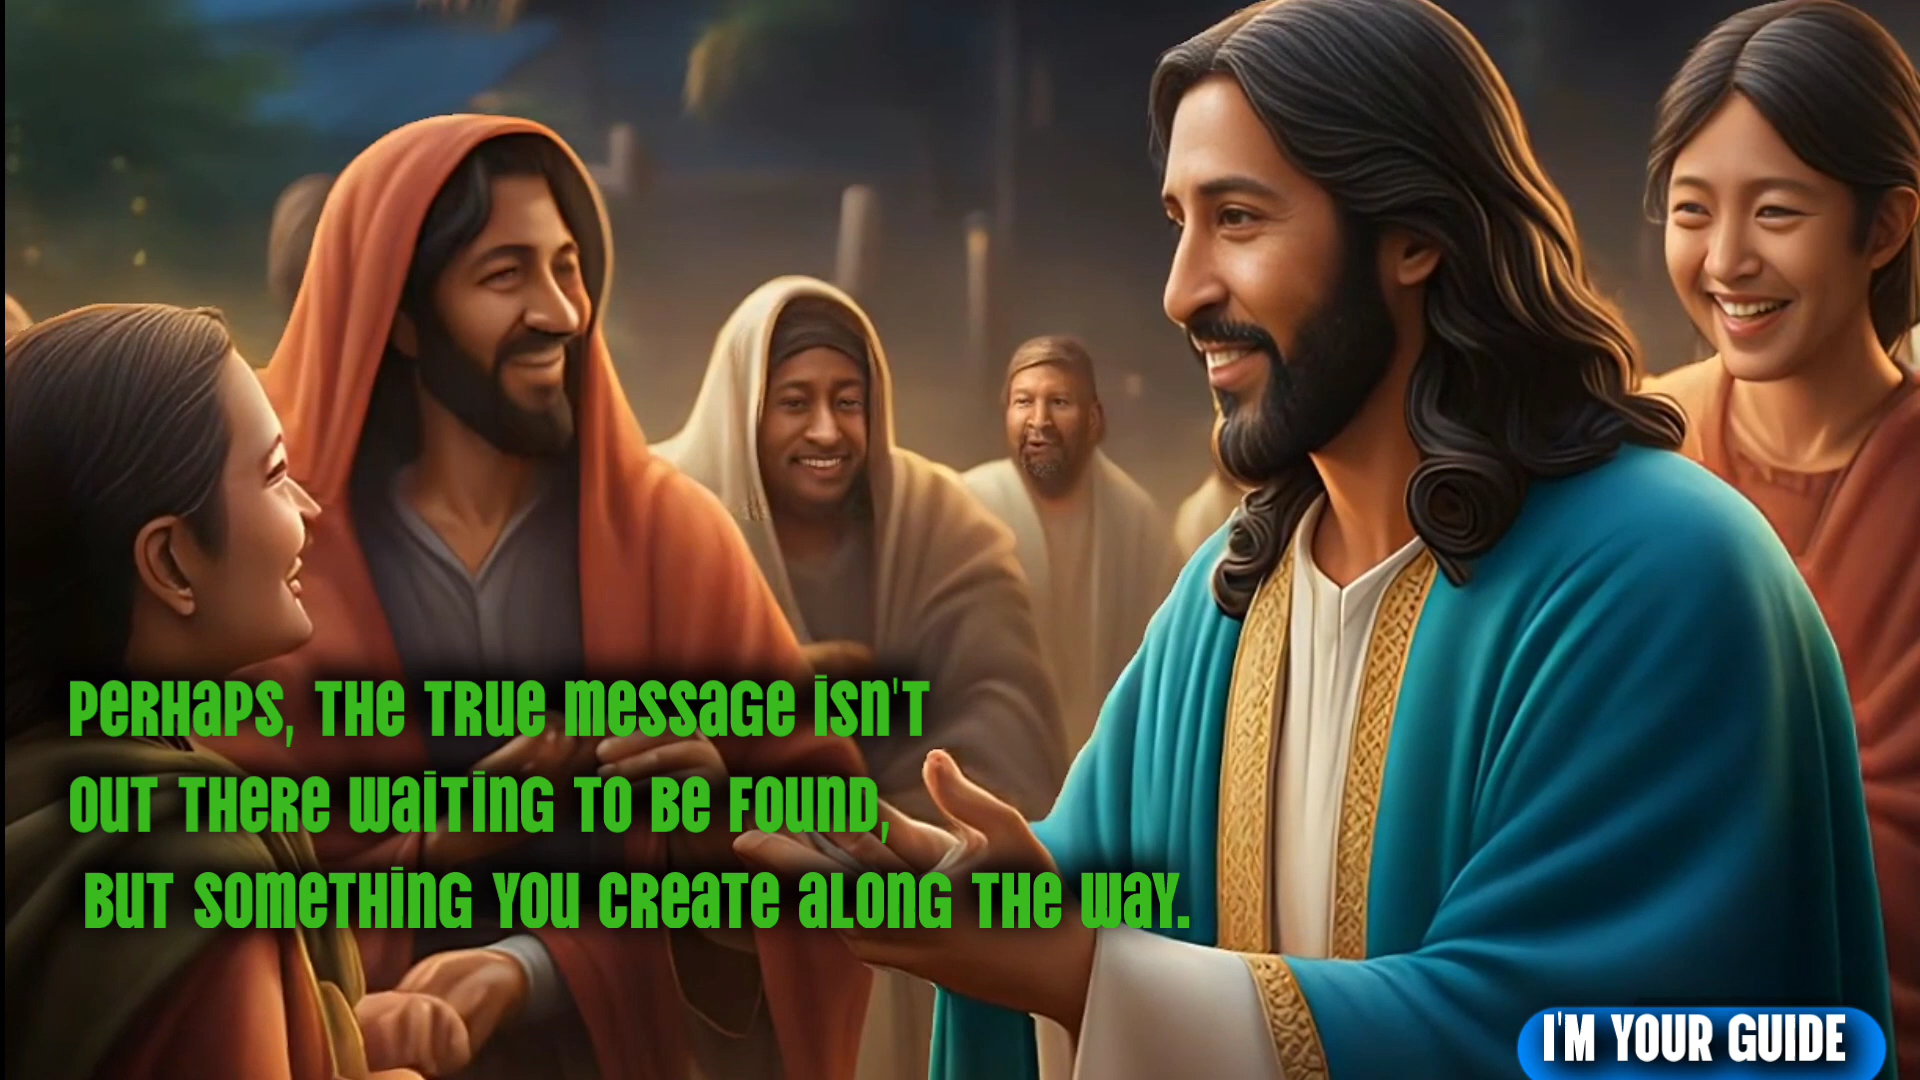 Perhaps, the true message isn't
out there waiting to be found,
but something you create along the way.
I'M YOUR GUIDE